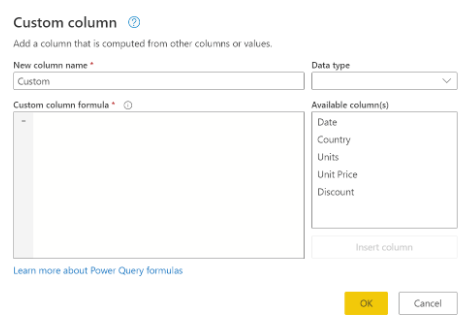 Custom column ?
Add a column that is computed from other columns or values.
New column name *
Data type
Custom
Custom column formula *
Available column(s)
=
Date
Country
Units
Unit Price
Discount
Insert column
Learn more about Power Query formulas
OK
Cancel